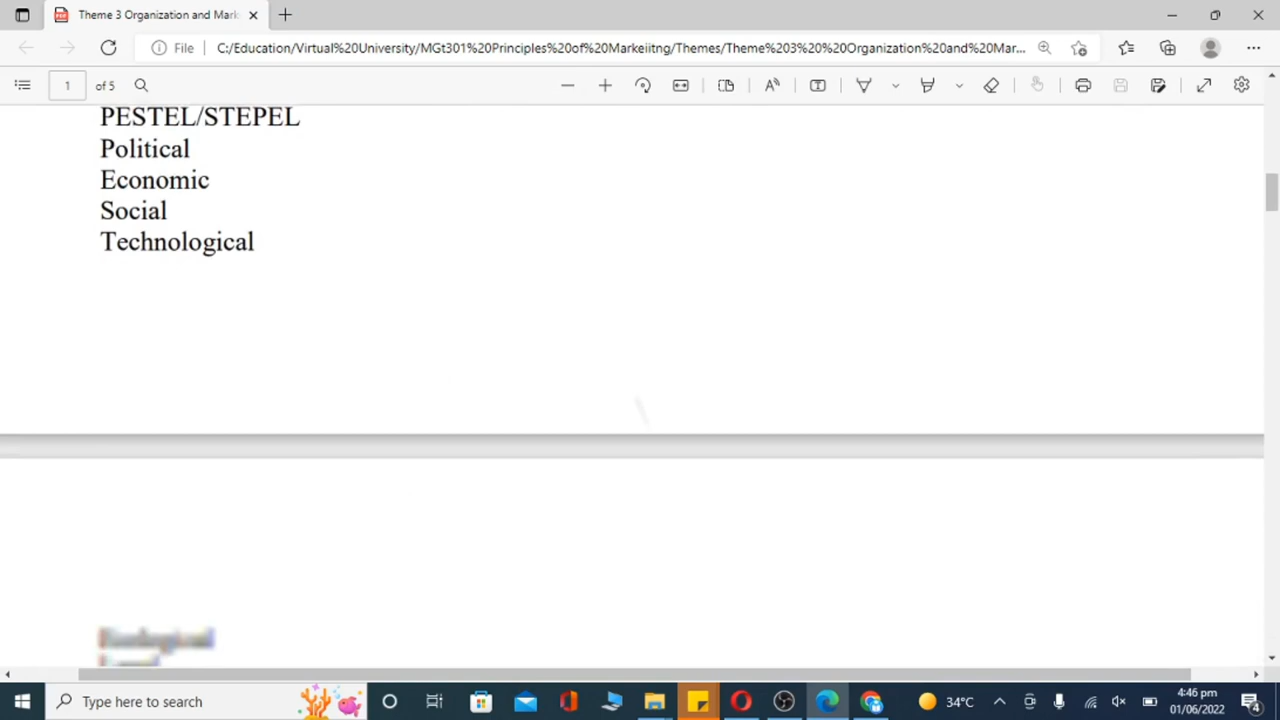 Theme 3 Organization and Mark
File
C:/Education/Virtual%20University/MGt301%20Principles%20of%20Markeiitng/Themes/Theme%203%20%20Organization%20and%20Mar...
1 of 5
PESTEL/STEPEL
Political
Economic
Social
Technological
Type here to search
34°C
4:46 pm
01/06/2022
4